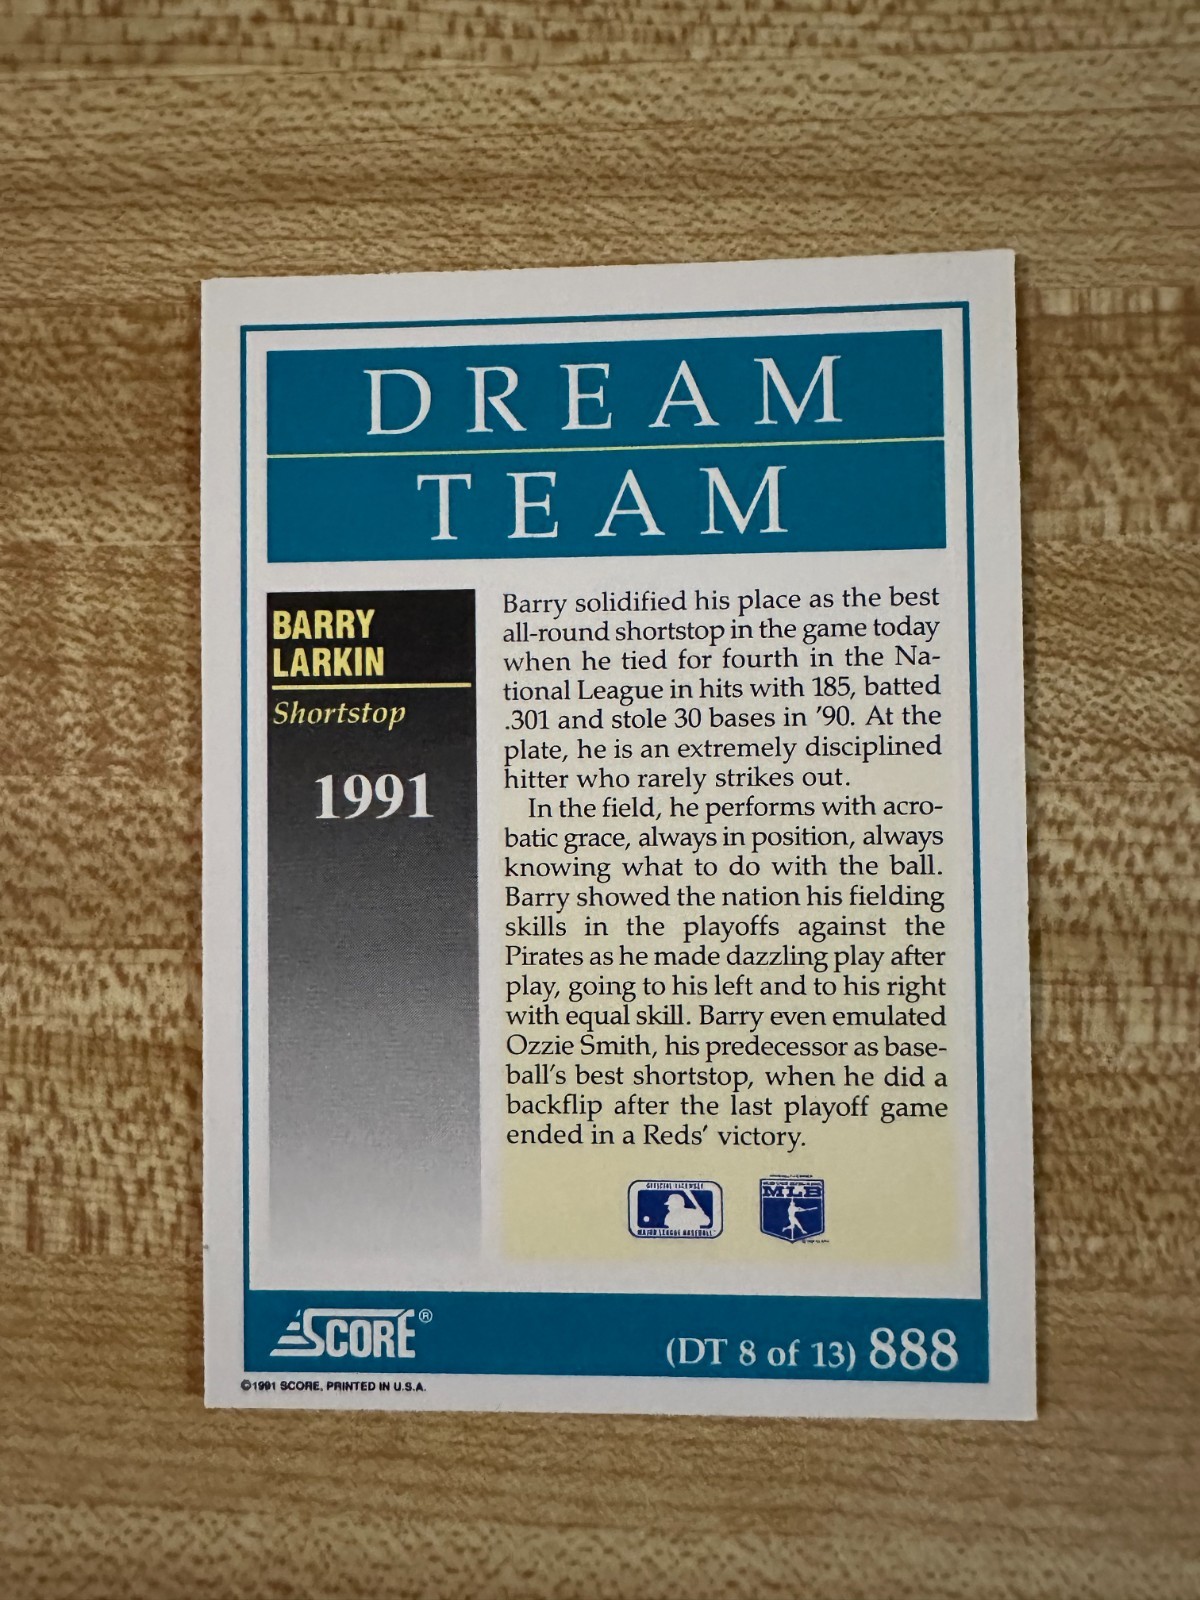 DREAM
TEAM
BARRY
LARKIN
Shortstop
1991
Barry solidified his place as the best
all-round shortstop in the game today
when he tied for fourth in the Na-
tional League in hits with 185, batted
.301 and stole 30 bases in ’90. At the
plate, he is an extremely disciplined
hitter who rarely strikes out.
In the field, he performs with acro-
batic grace, always in position, always
knowing what to do with the ball.
Barry showed the nation his fielding
skills in the playoffs against the
Pirates as he made dazzling play after
play, going to his left and to his right
with equal skill. Barry even emulated
Ozzie Smith, his predecessor as base-
ball’s best shortstop, when he did a
backflip after the last playoff game
ended in a Reds’ victory.
OFFICIAL LICENSEE
MAJOR LEAGUE BASEBALL
MLB
SCORE®
(DT 8 of 13) 888
©1991 SCORE, PRINTED IN U.S.A.